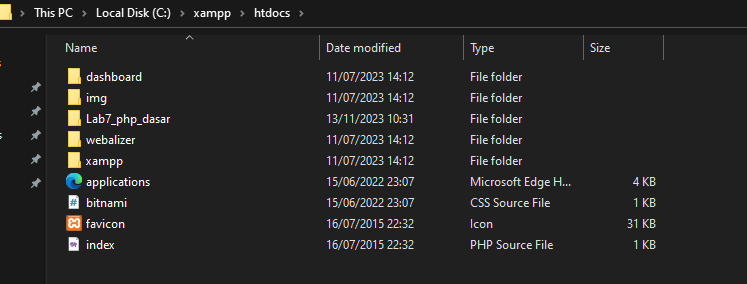 This PC > Local Disk (C:) > xampp > htdocs >
Name Date modified Type Size
dashboard 11/07/2023 14:12 File folder
img 11/07/2023 14:12 File folder
Lab7_php_dasar 13/11/2023 10:31 File folder
webalizer 11/07/2023 14:12 File folder
xampp 11/07/2023 14:12 File folder
applications 15/06/2022 23:07 Microsoft Edge H... 4 KB
bitnami 15/06/2022 23:07 CSS Source File 1 KB
favicon 16/07/2015 22:32 Icon 31 KB
index 16/07/2015 22:32 PHP Source File 1 KB